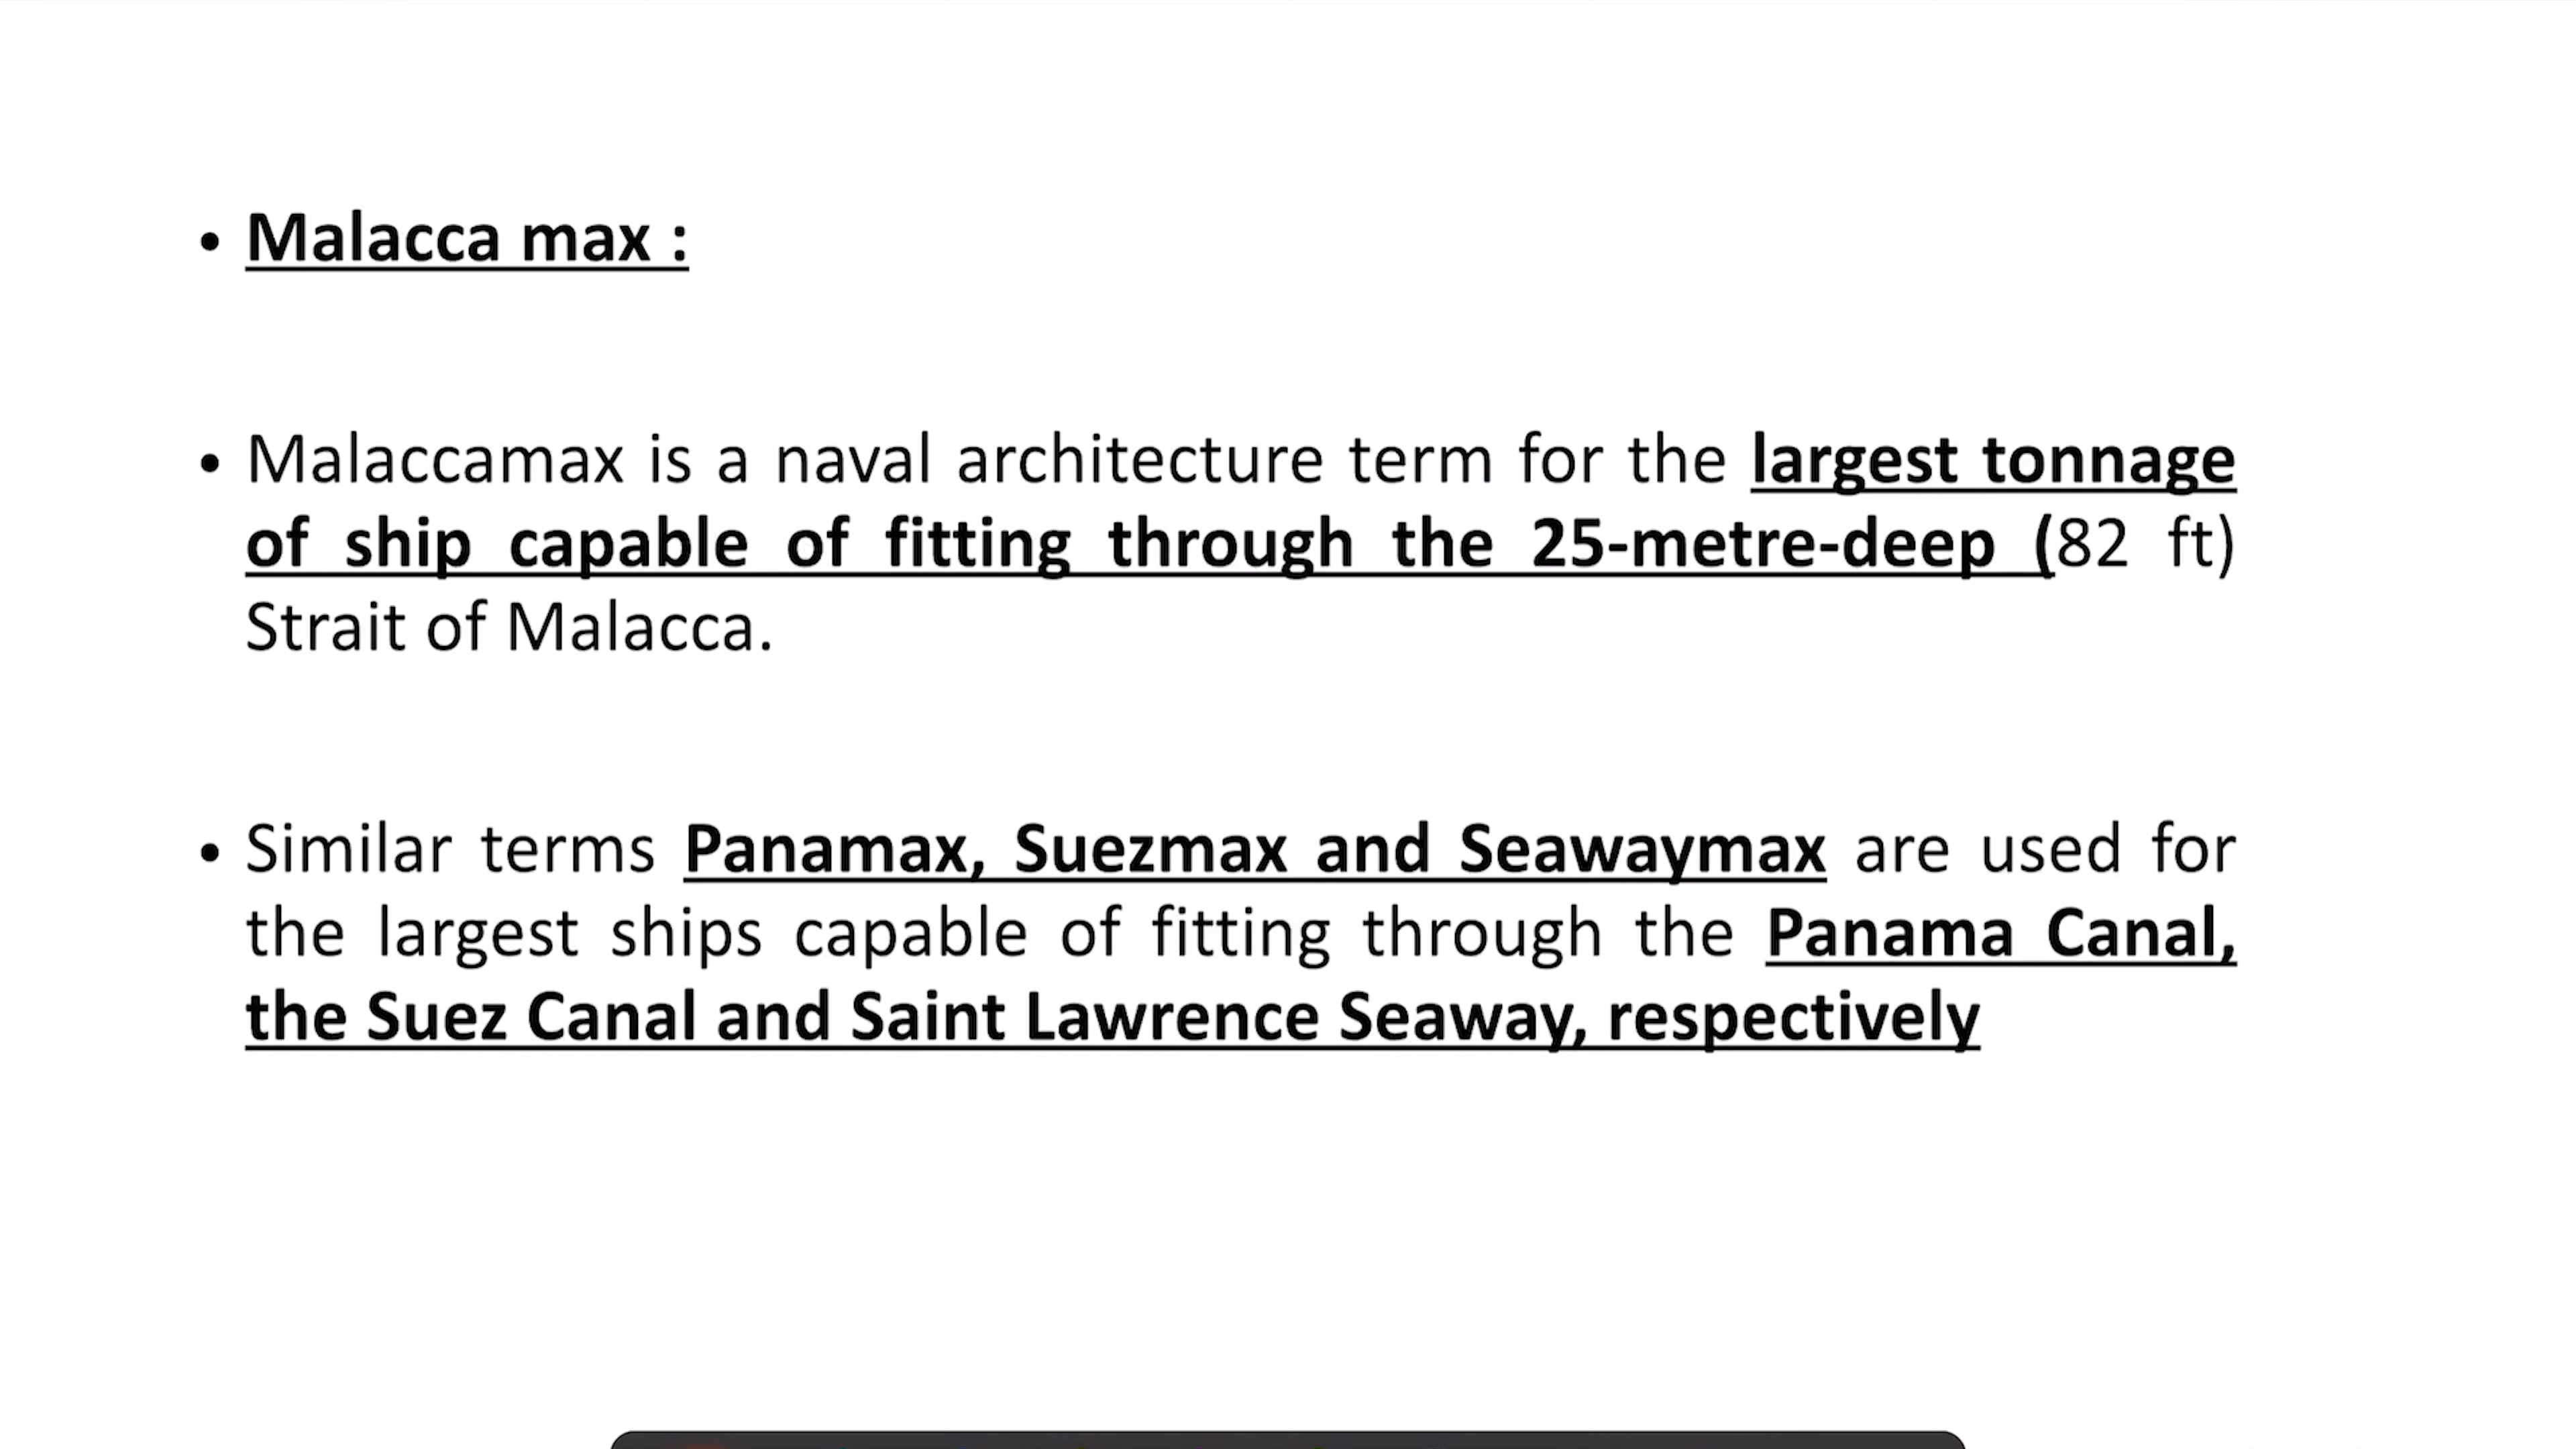 • Malacca max :
• Malaccamax is a naval architecture term for the largest tonnage
of ship capable of fitting through the 25-metre-deep (82 ft)
Strait of Malacca.
• Similar terms Panamax, Suezmax and Seawaymax are used for
the largest ships capable of fitting through the Panama Canal,
the Suez Canal and Saint Lawrence Seaway, respectively